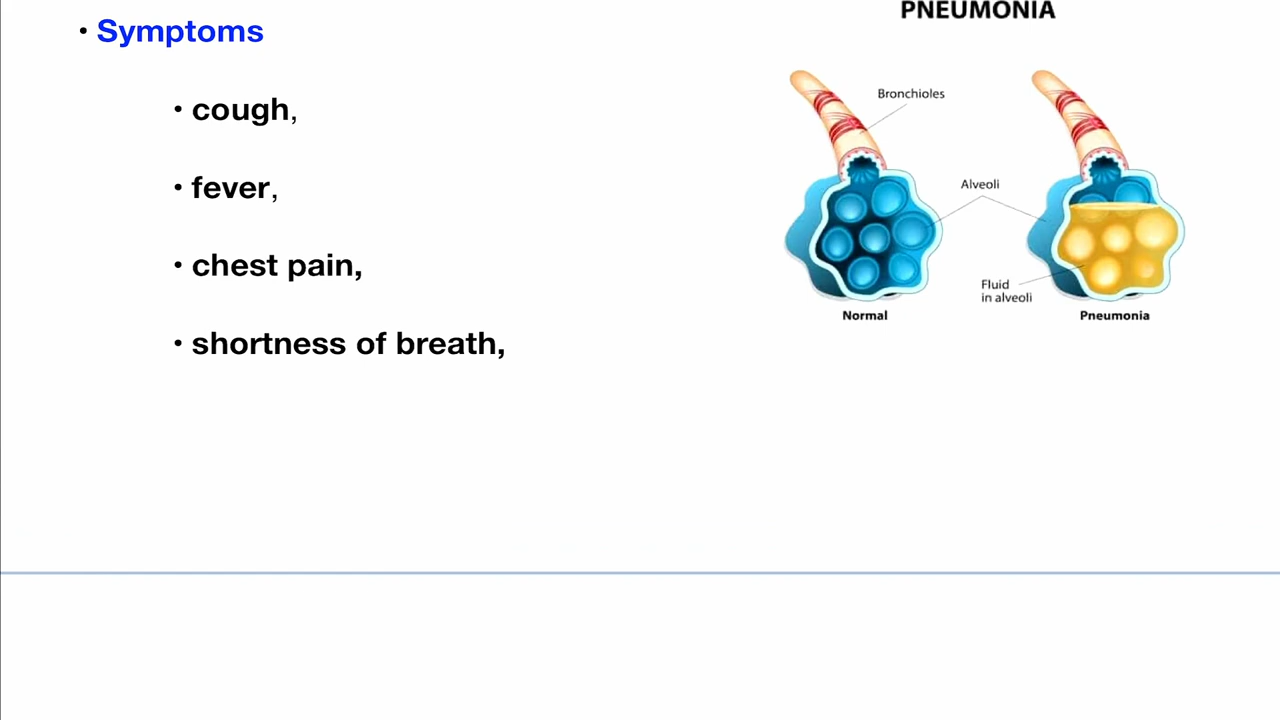 • Symptoms
• cough,
• fever,
• chest pain,
• shortness of breath,
PNEUMONIA
Bronchioles
Alveoli
Fluid
in alveoli
Normal
Pneumonia